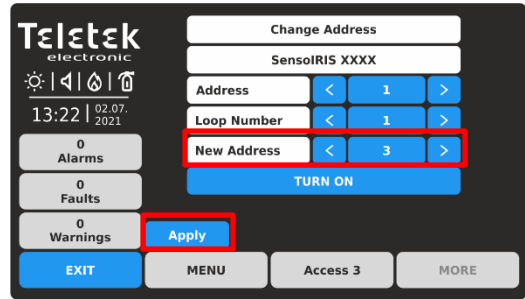 Teletek
electronic
13:22 02.07.
2021
0
Alarms
0
Faults
0
Warnings
EXIT
Change Address
SensoIRIS XXXX
Address < 1 >
Loop Number < 1 >
New Address < 3 >
TURN ON
Apply
MENU
Access 3
MORE